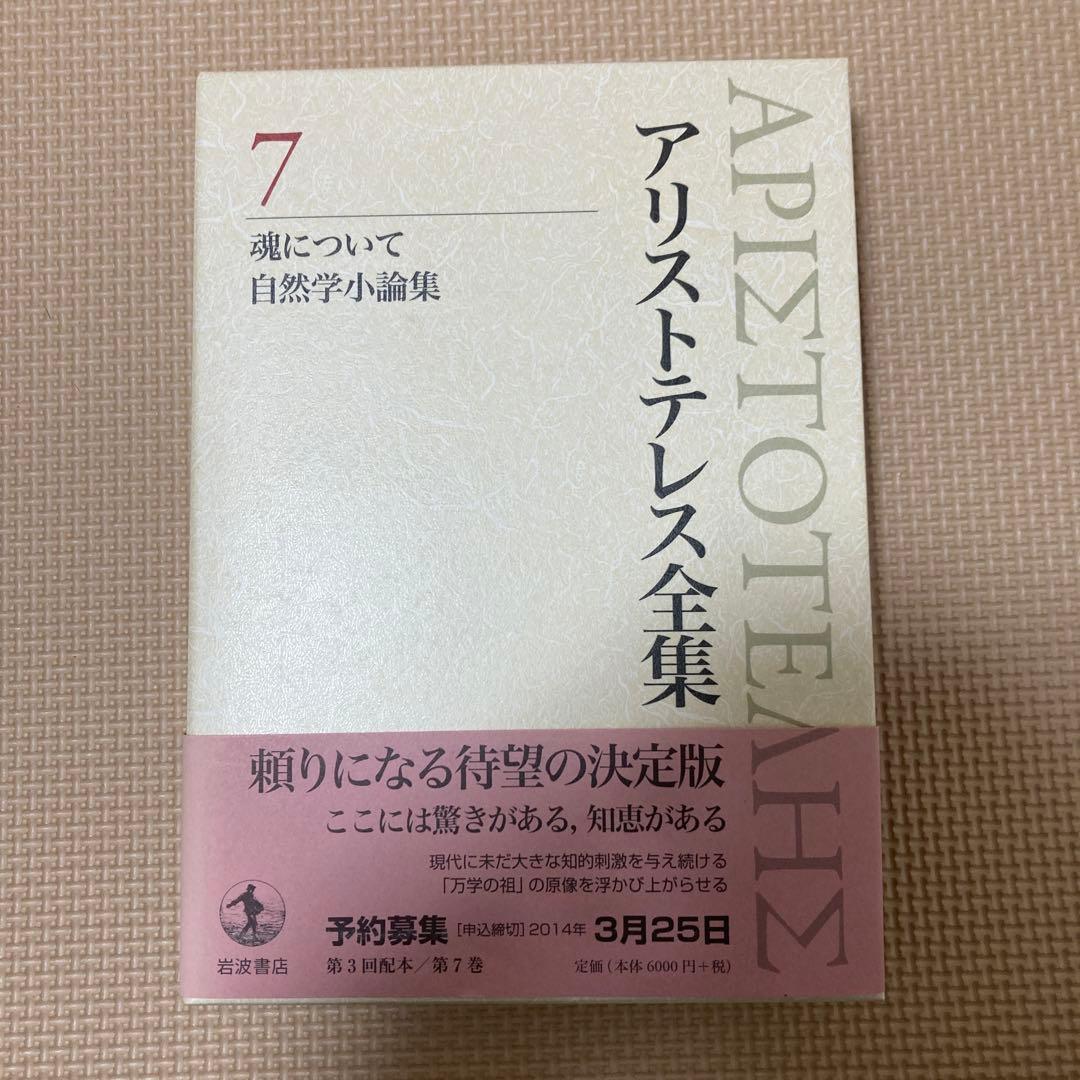 ΑΡΙΣΤΟΤΕΛΗΣ
アリストテレス全集
7
魂について
自然学小論集
頼りになる待望の決定版
ここには驚きがある, 知恵がある
現代に未だ大きな知的刺激を与え続ける
「万学の祖」の原像を浮かび上がらせる
予約募集 [申込締切] 2014年 3月25日
岩波書店 第3回配本/第7巻 定価(本体6000円+税)